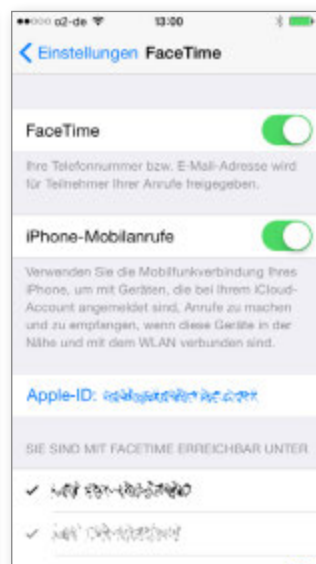 o2-de 13:00
Einstellungen FaceTime
FaceTime
Ihre Telefonnummer bzw. E-Mail-Adresse wird
für Teilnehmer Ihrer Anrufe freigegeben.
iPhone-Mobilanrufe
Verwenden Sie die Mobilfunkverbindung Ihres
iPhone, um mit Geräten, die bei Ihrem iCloud-
Account angemeldet sind, Anrufe zu machen
und zu empfangen, wenn diese Geräte in der
Nähe und mit dem WLAN verbunden sind.
Apple-ID:
SIE SIND MIT FACETIME ERREICHBAR UNTER